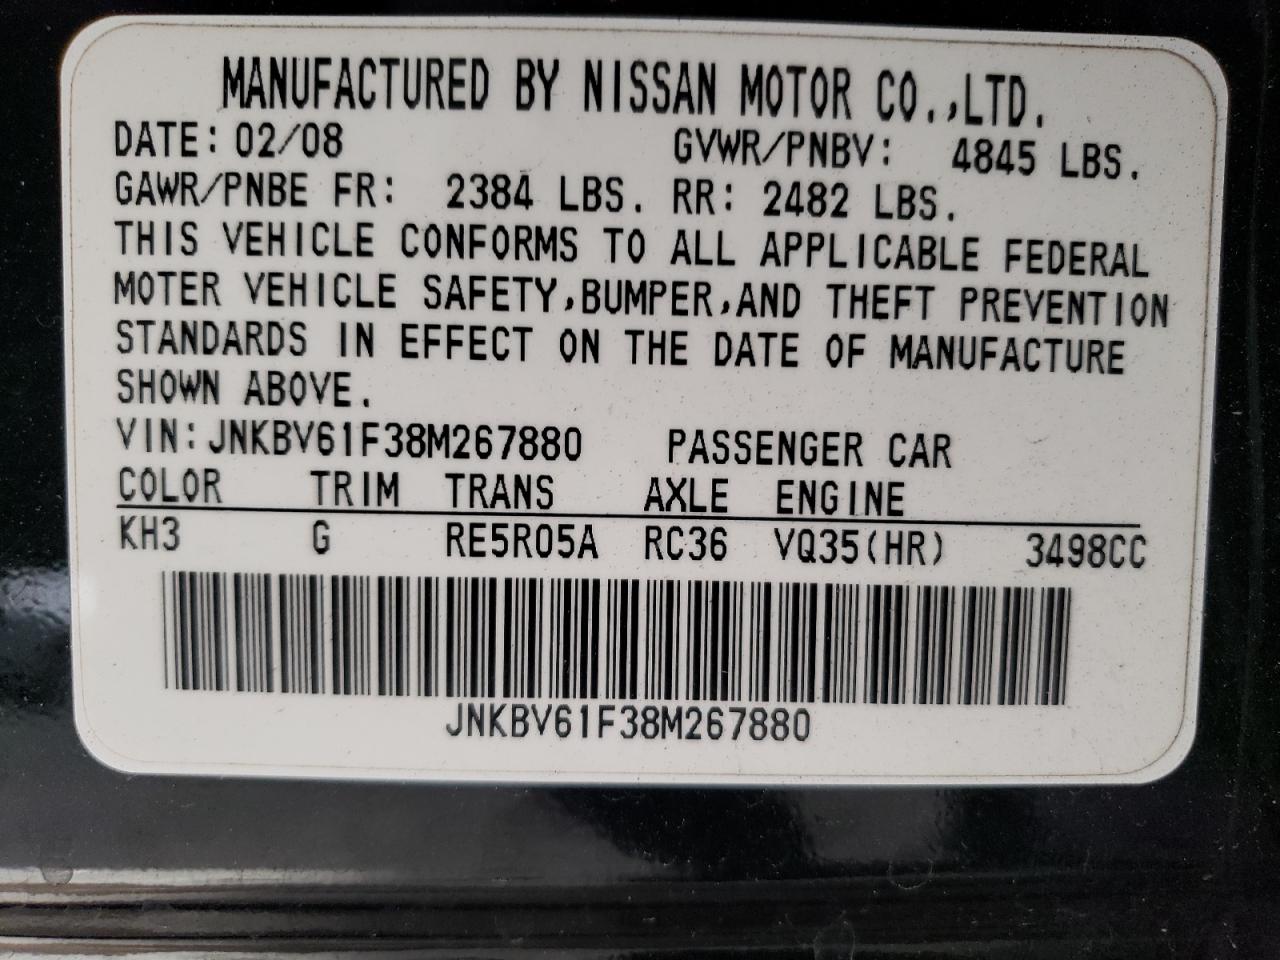 MANUFACTURED BY NISSAN MOTOR CO.,LTD.
DATE: 02/08 GVWR/PNBV: 4845 LBS.
GAWR/PNBE FR: 2384 LBS. RR: 2482 LBS.
THIS VEHICLE CONFORMS TO ALL APPLICABLE FEDERAL
MOTER VEHICLE SAFETY,BUMPER,AND THEFT PREVENTION
STANDARDS IN EFFECT ON THE DATE OF MANUFACTURE
SHOWN ABOVE.
VIN: JNKBV61F38M267880 PASSENGER CAR
COLOR TRIM TRANS AXLE ENGINE
KH3 G RE5R05A RC36 VQ35(HR) 3498CC
JNKBV61F38M267880